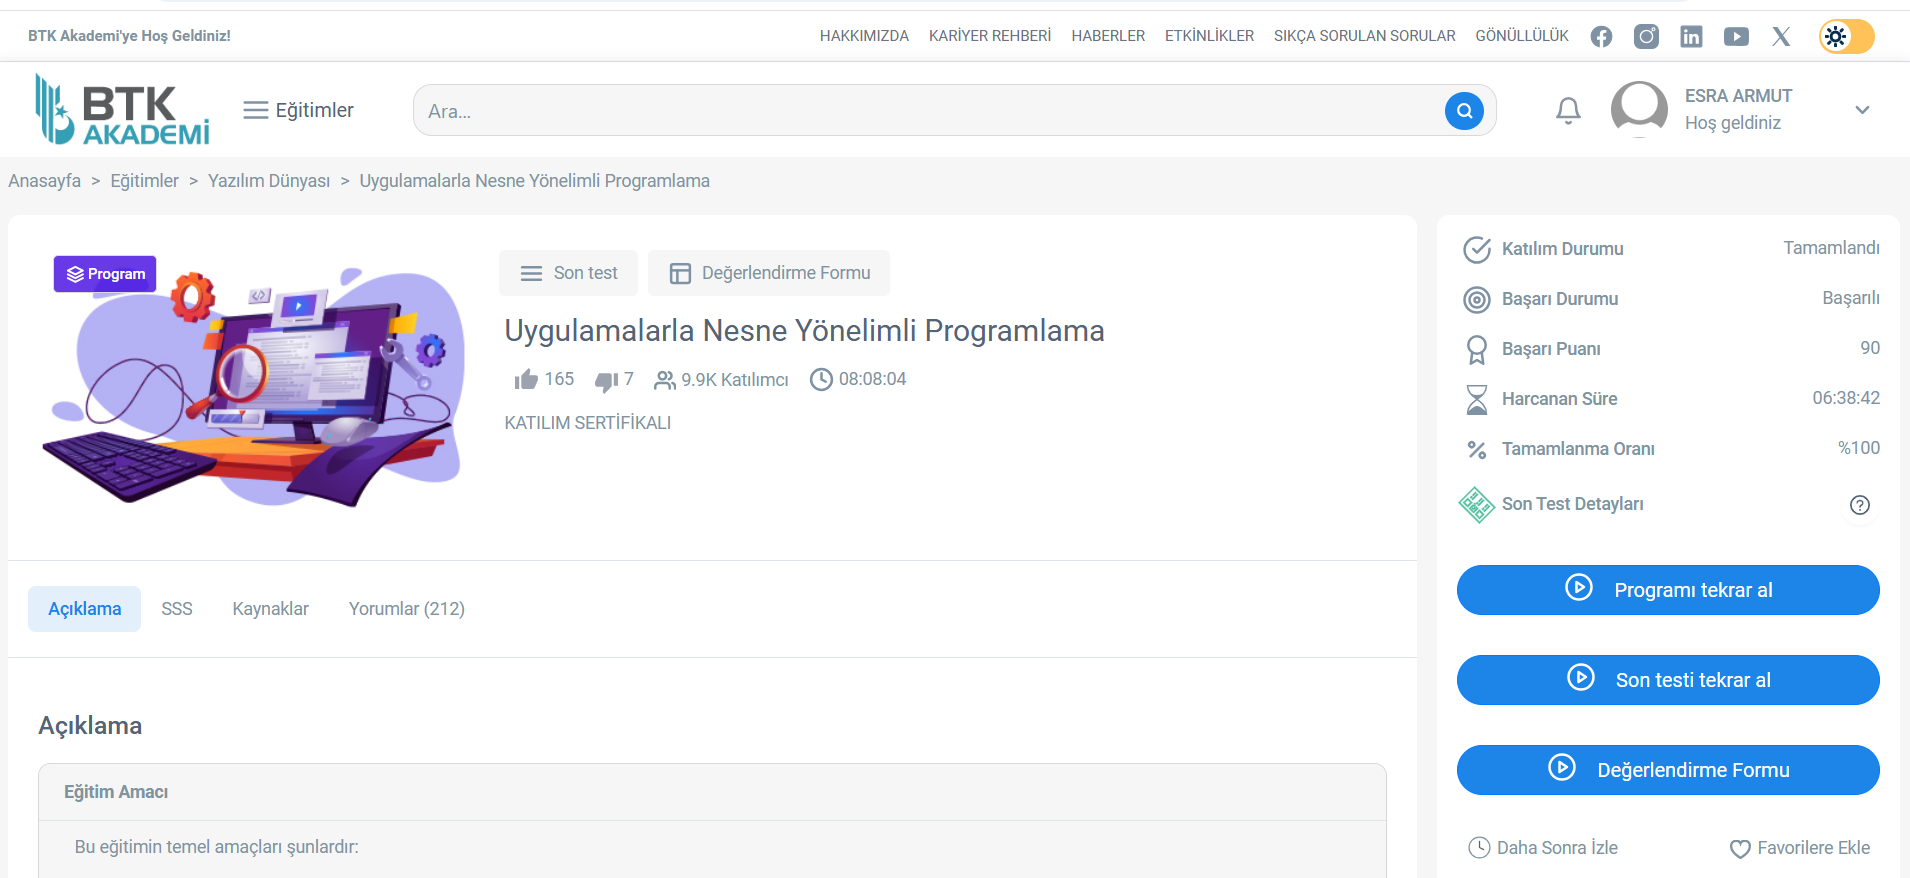 BTK Akademi'ye Hoş Geldiniz!
HAKKIMIZDA KARİYER REHBERİ HABERLER ETKİNLİKLER SIKÇA SORULAN SORULAR GÖNÜLLÜLÜK
BTK AKADEMİ
Eğitimler
Ara...
ESRA ARMUT
Hoş geldiniz
Anasayfa > Eğitimler > Yazılım Dünyası > Uygulamalarla Nesne Yönelimli Programlama
Program
Son test
Değerlendirme Formu
Uygulamalarla Nesne Yönelimli Programlama
165 7 9.9K Katılımcı 08:08:04
KATILIM SERTİFİKALI
Açıklama SSS Kaynaklar Yorumlar (212)
Açıklama
Eğitim Amacı
Bu eğitimin temel amaçları şunlardır:
Katılım Durumu Tamamlandı
Başarı Durumu Başarılı
Başarı Puanı 90
Harcanan Süre 06:38:42
Tamamlanma Oranı %100
Son Test Detayları
Programı tekrar al
Son testi tekrar al
Değerlendirme Formu
Daha Sonra İzle Favorilere Ekle